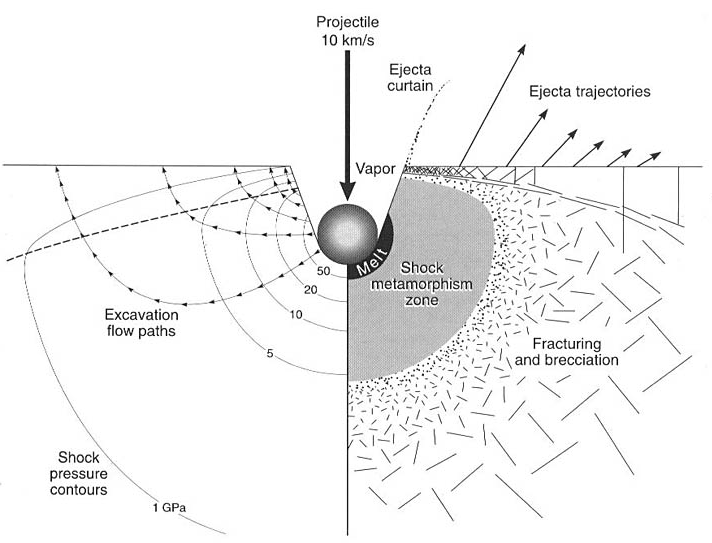 Projectile
10 km/s
Ejecta
curtain
Ejecta trajectories
Vapor
Melt
Shock
metamorphism
zone
50
20
10
5
Excavation
flow paths
Fracturing
and brecciation
Shock
pressure
contours
1 GPa